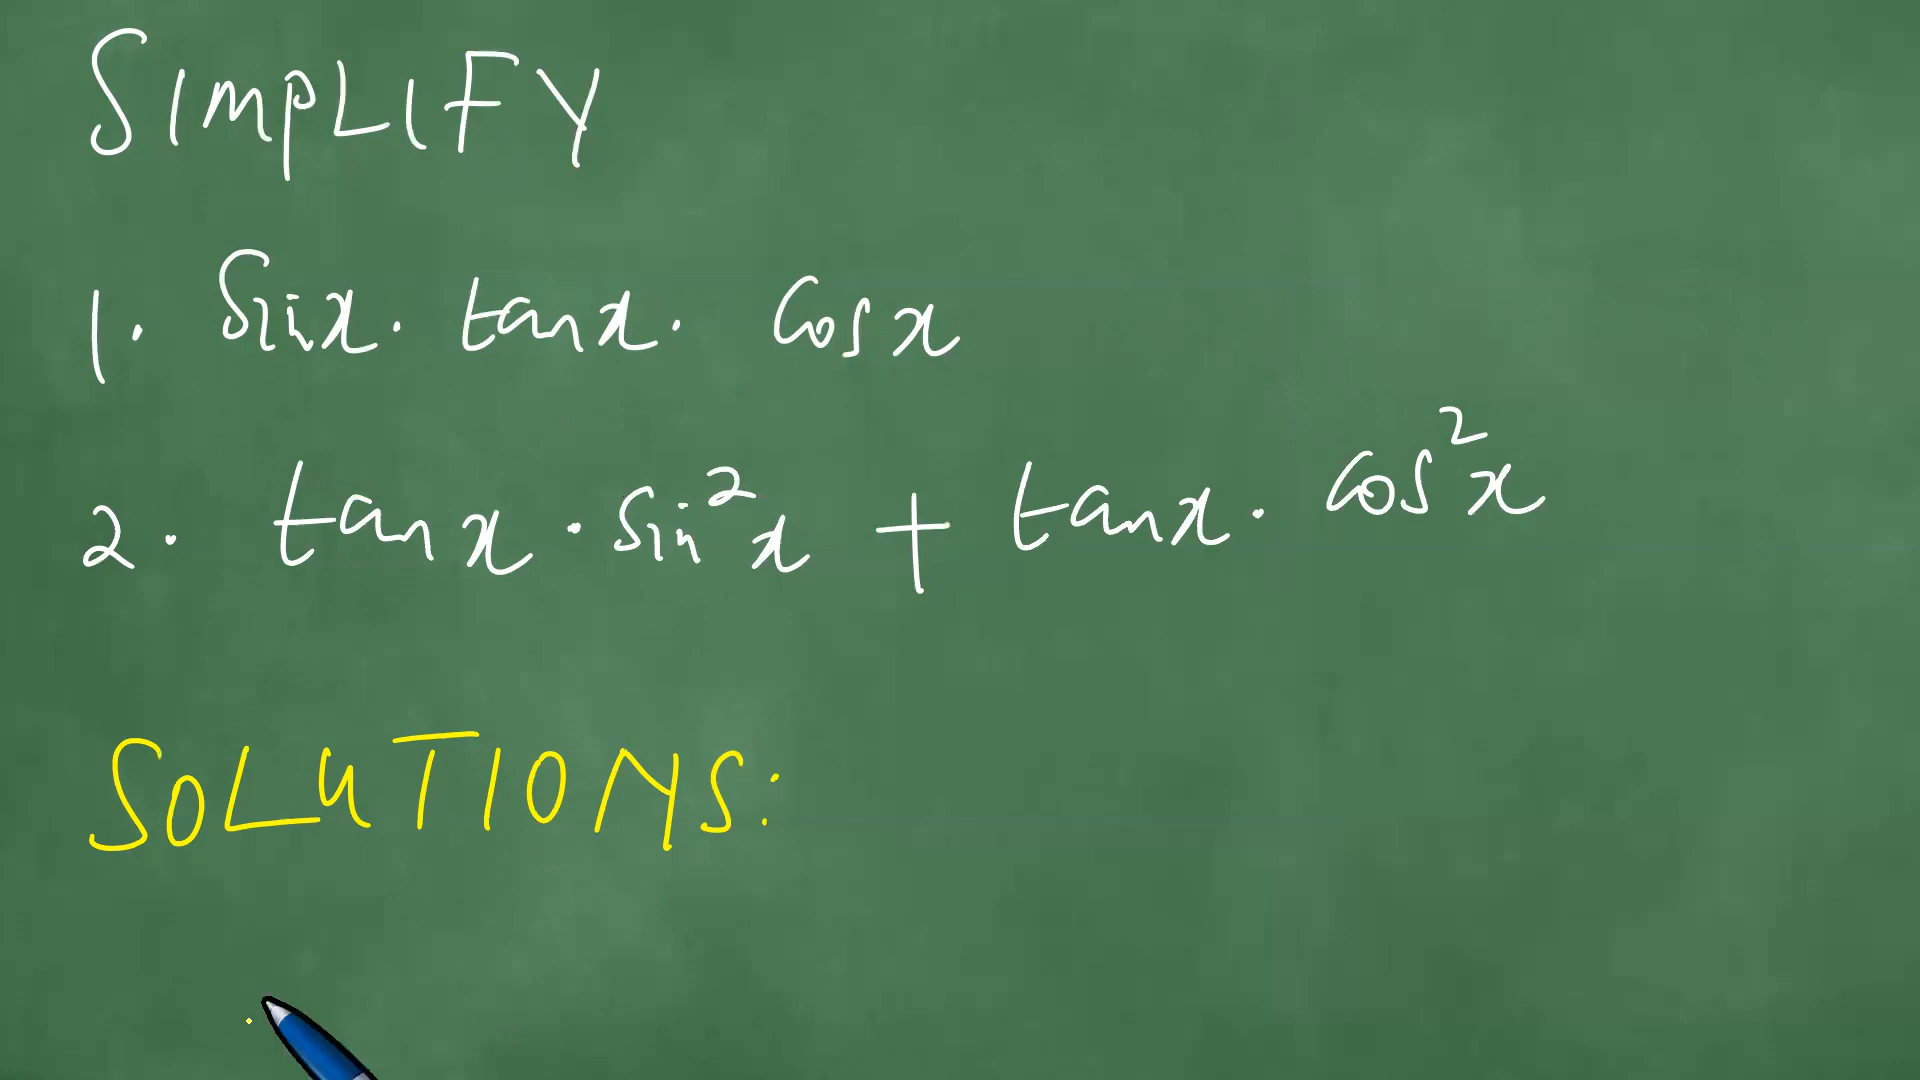 SIMPLIFY
1. Sinx. tanx. Cosx
2. tanx · Sin²x + tanx. Cos²x
SOLUTIONS: